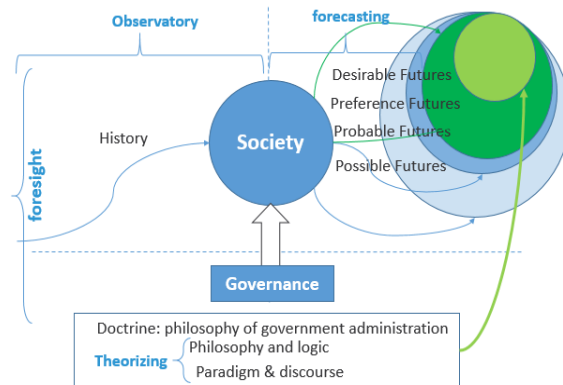 Observatory
forecasting
Desirable Futures
Preference Futures
History
Society
Probable Futures
Possible Futures
foresight
Governance
Doctrine: philosophy of government administration
Philosophy and logic
Theorizing
Paradigm & discourse